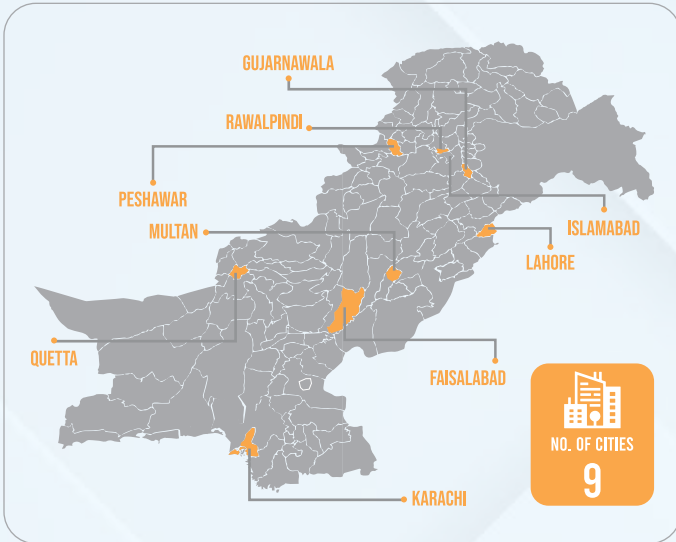 GUJARNAWALA
RAWALPINDI
PESHAWAR
MULTAN
ISLAMABAD
LAHORE
QUETTA
FAISALABAD
NO. OF CITIES
9
KARACHI